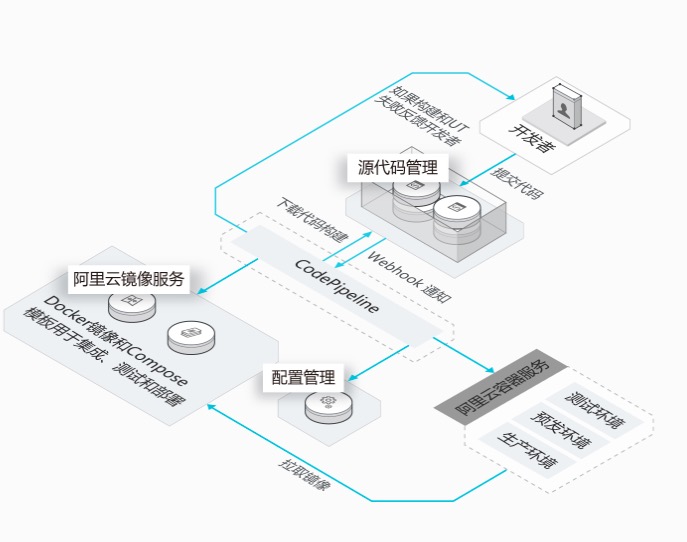 如果构建和UT
失败反馈开发者
开发者
源代码管理
提交代码
下载代码构建
Webhook 通知
CodePipeline
阿里云镜像服务
Docker镜像和Compose
模板用于集成、测试和部署
配置管理
阿里云容器服务
测试环境
预发环境
生产环境
拉取镜像